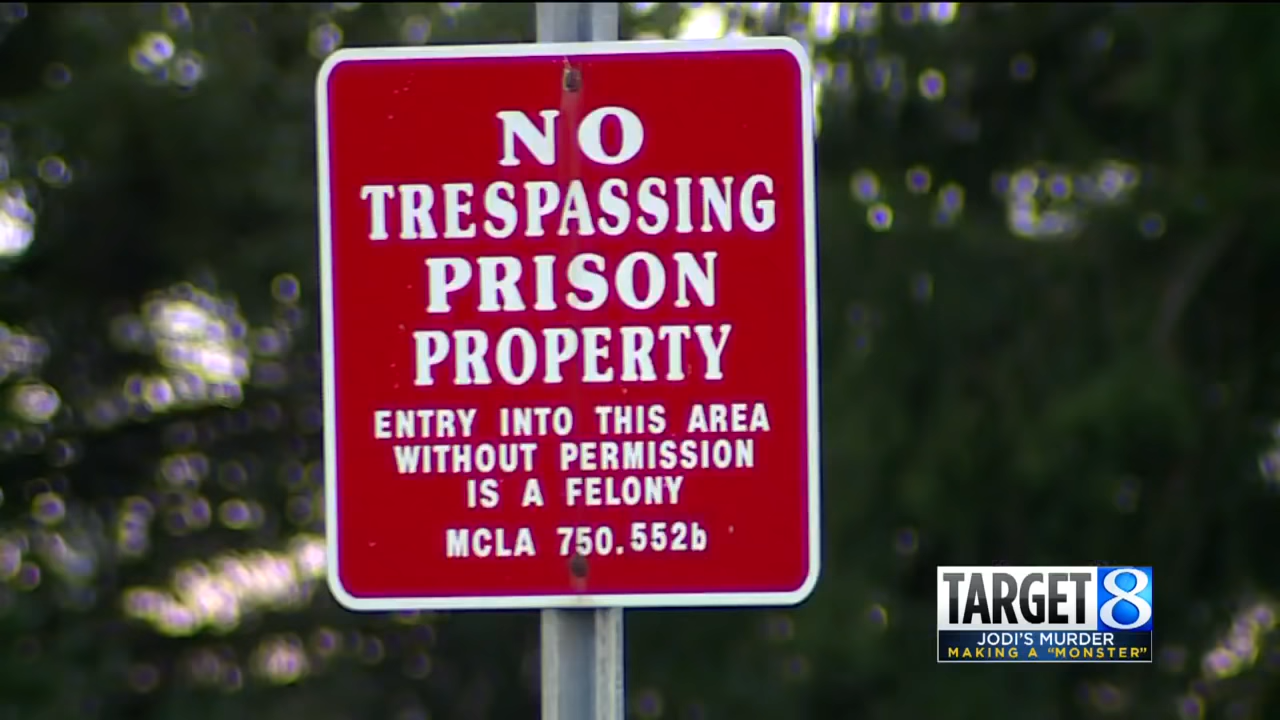 NO
TRESPASSING
PRISON
PROPERTY
ENTRY INTO THIS AREA
WITHOUT PERMISSION
IS A FELONY
MCLA 750.552b
TARGET 8
JODI'S MURDER
MAKING A "MONSTER"